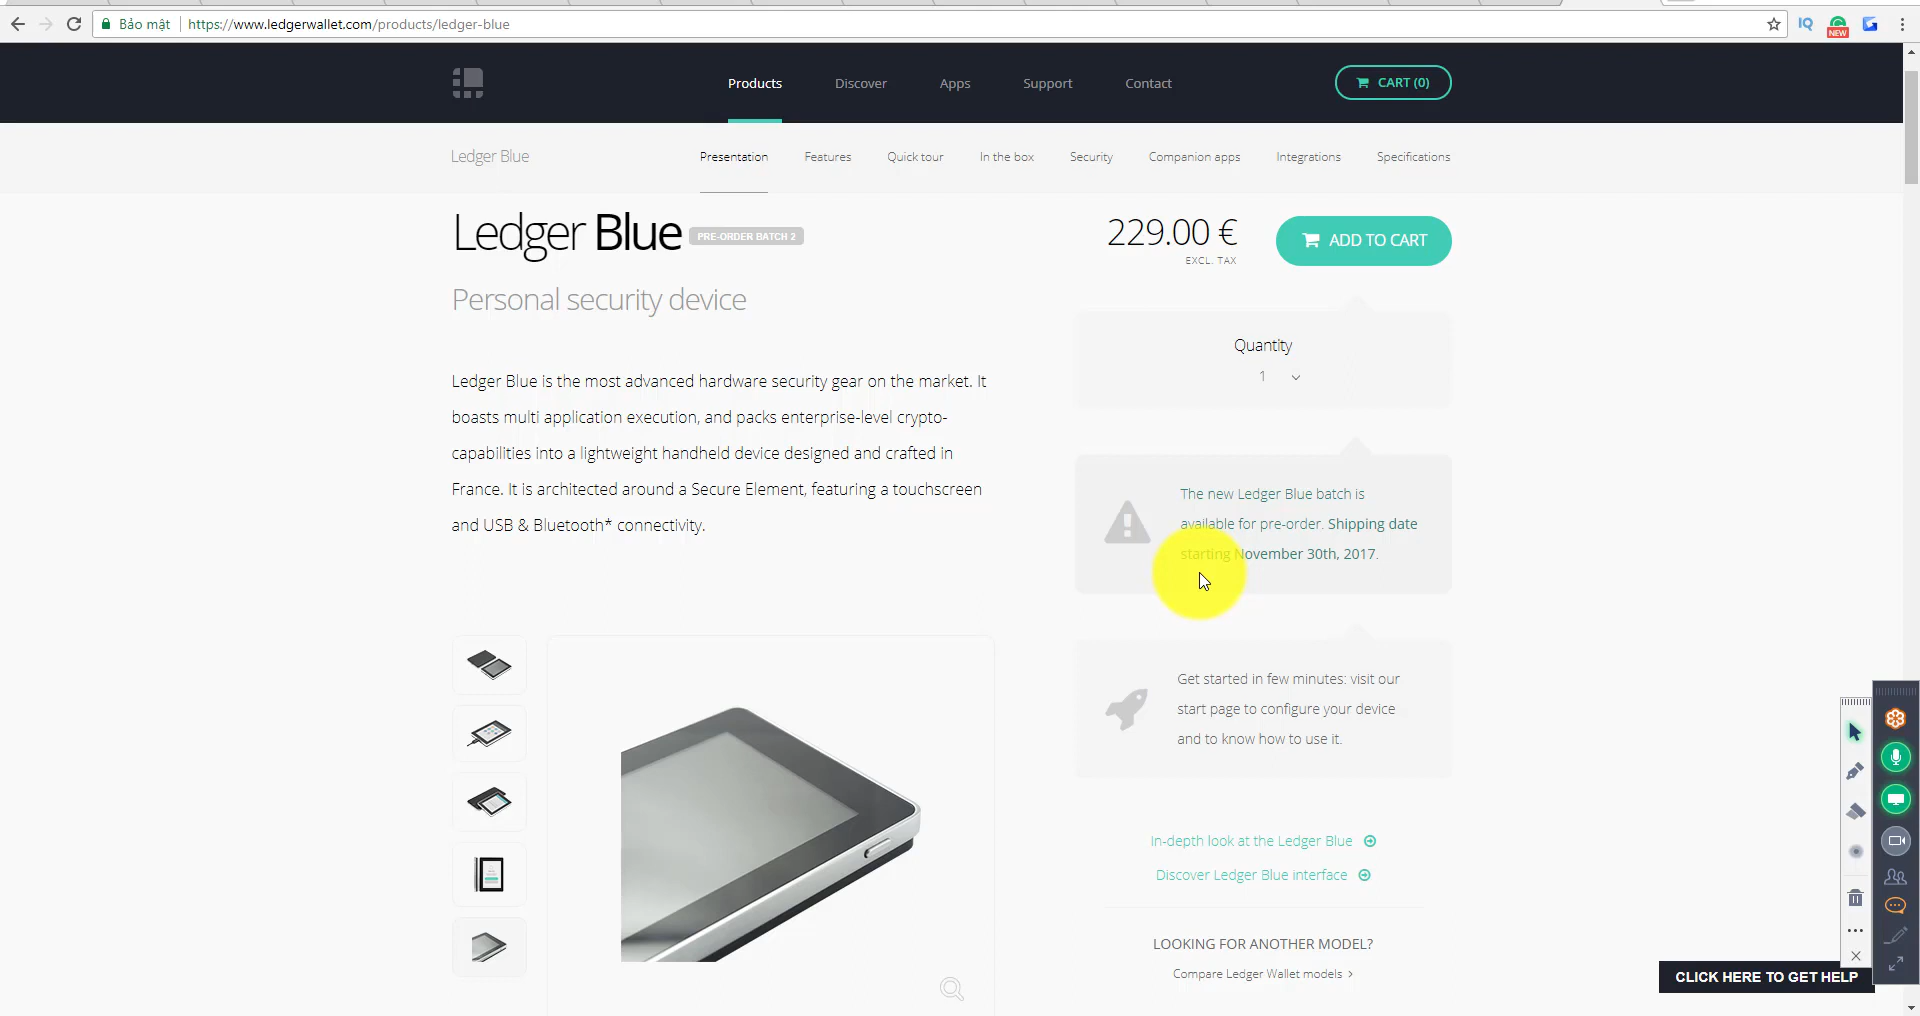 Bảo mật
https://www.ledgerwallet.com/products/ledger-blue
IQ
NEW
Products
Discover
Apps
Support
Contact
CART (0)
Ledger Blue
Presentation
Features
Quick tour
In the box
Security
Companion apps
Integrations
Specifications
Ledger Blue
PRE-ORDER BATCH 2
229.00 €
EXCL. TAX
ADD TO CART
Personal security device
Quantity
1
Ledger Blue is the most advanced hardware security gear on the market. It
boasts multi application execution, and packs enterprise-level crypto-
capabilities into a lightweight handheld device designed and crafted in
France. It is architected around a Secure Element, featuring a touchscreen
and USB & Bluetooth* connectivity.
The new Ledger Blue batch is
available for pre-order. Shipping date
starting November 30th, 2017.
Get started in few minutes: visit our
start page to configure your device
and to know how to use it.
In-depth look at the Ledger Blue
Discover Ledger Blue interface
LOOKING FOR ANOTHER MODEL?
Compare Ledger Wallet models >
CLICK HERE TO GET HELP